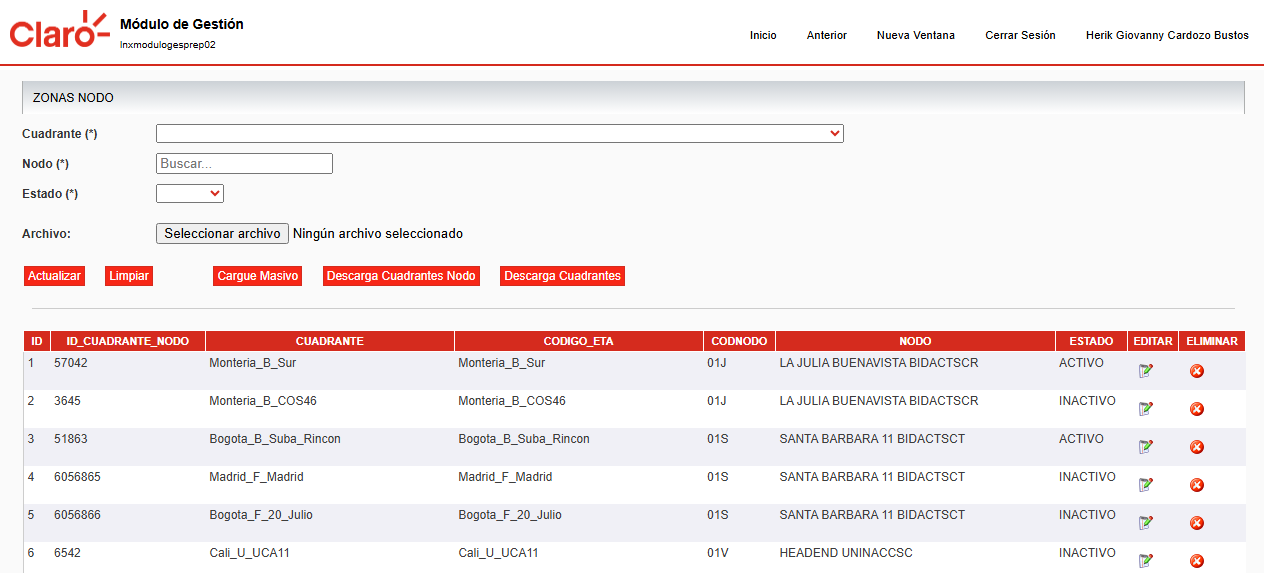 Claro Módulo de Gestión
lnxmodulogesprep02
Inicio Anterior Nueva Ventana Cerrar Sesión Herik Giovanny Cardozo Bustos
ZONAS NODO
Cuadrante (*)
Nodo (*) Buscar...
Estado (*)
Archivo: Seleccionar archivo Ningún archivo seleccionado
Actualizar Limpiar Cargue Masivo Descarga Cuadrantes Nodo Descarga Cuadrantes
ID ID_CUADRANTE_NODO CUADRANTE CODIGO_ETA CODNODO NODO ESTADO EDITAR ELIMINAR
1 57042 Monteria_B_Sur Monteria_B_Sur 01J LA JULIA BUENAVISTA BIDACTSCR ACTIVO
2 3645 Monteria_B_COS46 Monteria_B_COS46 01J LA JULIA BUENAVISTA BIDACTSCR INACTIVO
3 51863 Bogota_B_Suba_Rincon Bogota_B_Suba_Rincon 01S SANTA BARBARA 11 BIDACTSCT ACTIVO
4 6056865 Madrid_F_Madrid Madrid_F_Madrid 01S SANTA BARBARA 11 BIDACTSCT INACTIVO
5 6056866 Bogota_F_20_Julio Bogota_F_20_Julio 01S SANTA BARBARA 11 BIDACTSCT INACTIVO
6 6542 Cali_U_UCA11 Cali_U_UCA11 01V HEADEND UNINACCSC INACTIVO